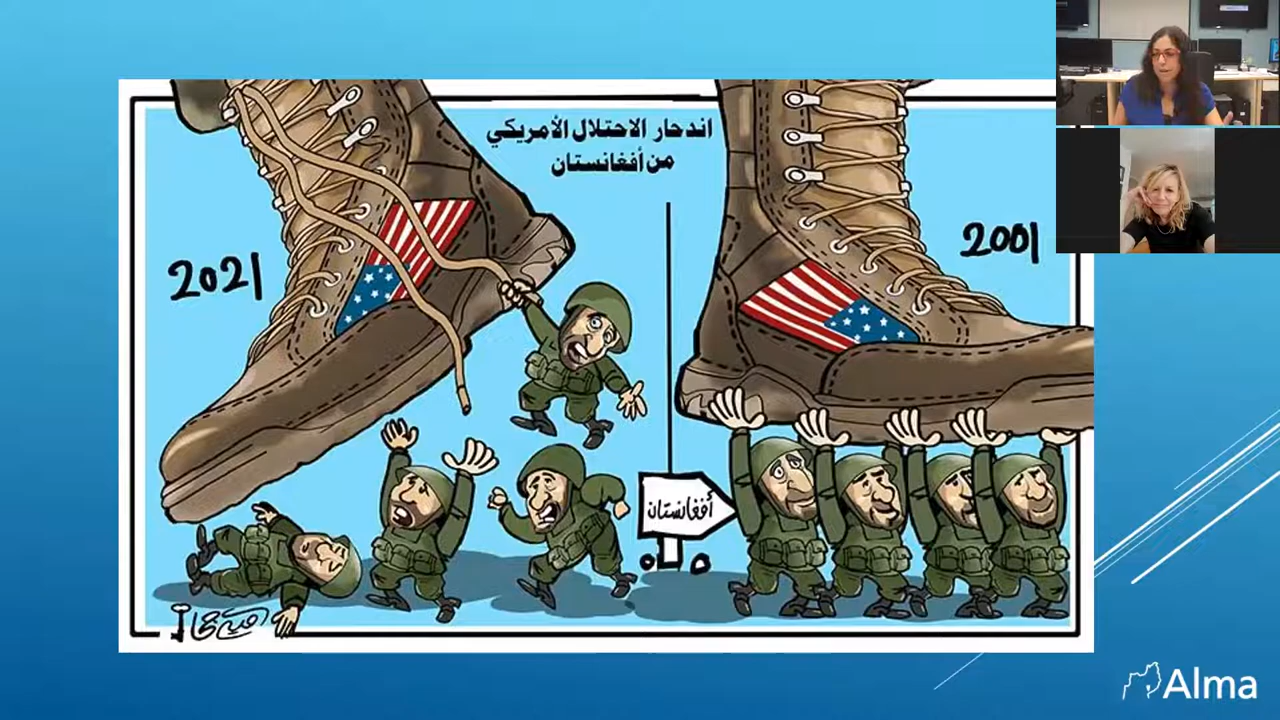 اندحار الاحتلال الأمريكي
من أفغانستان
2001
2021
أفغانستان
Alma